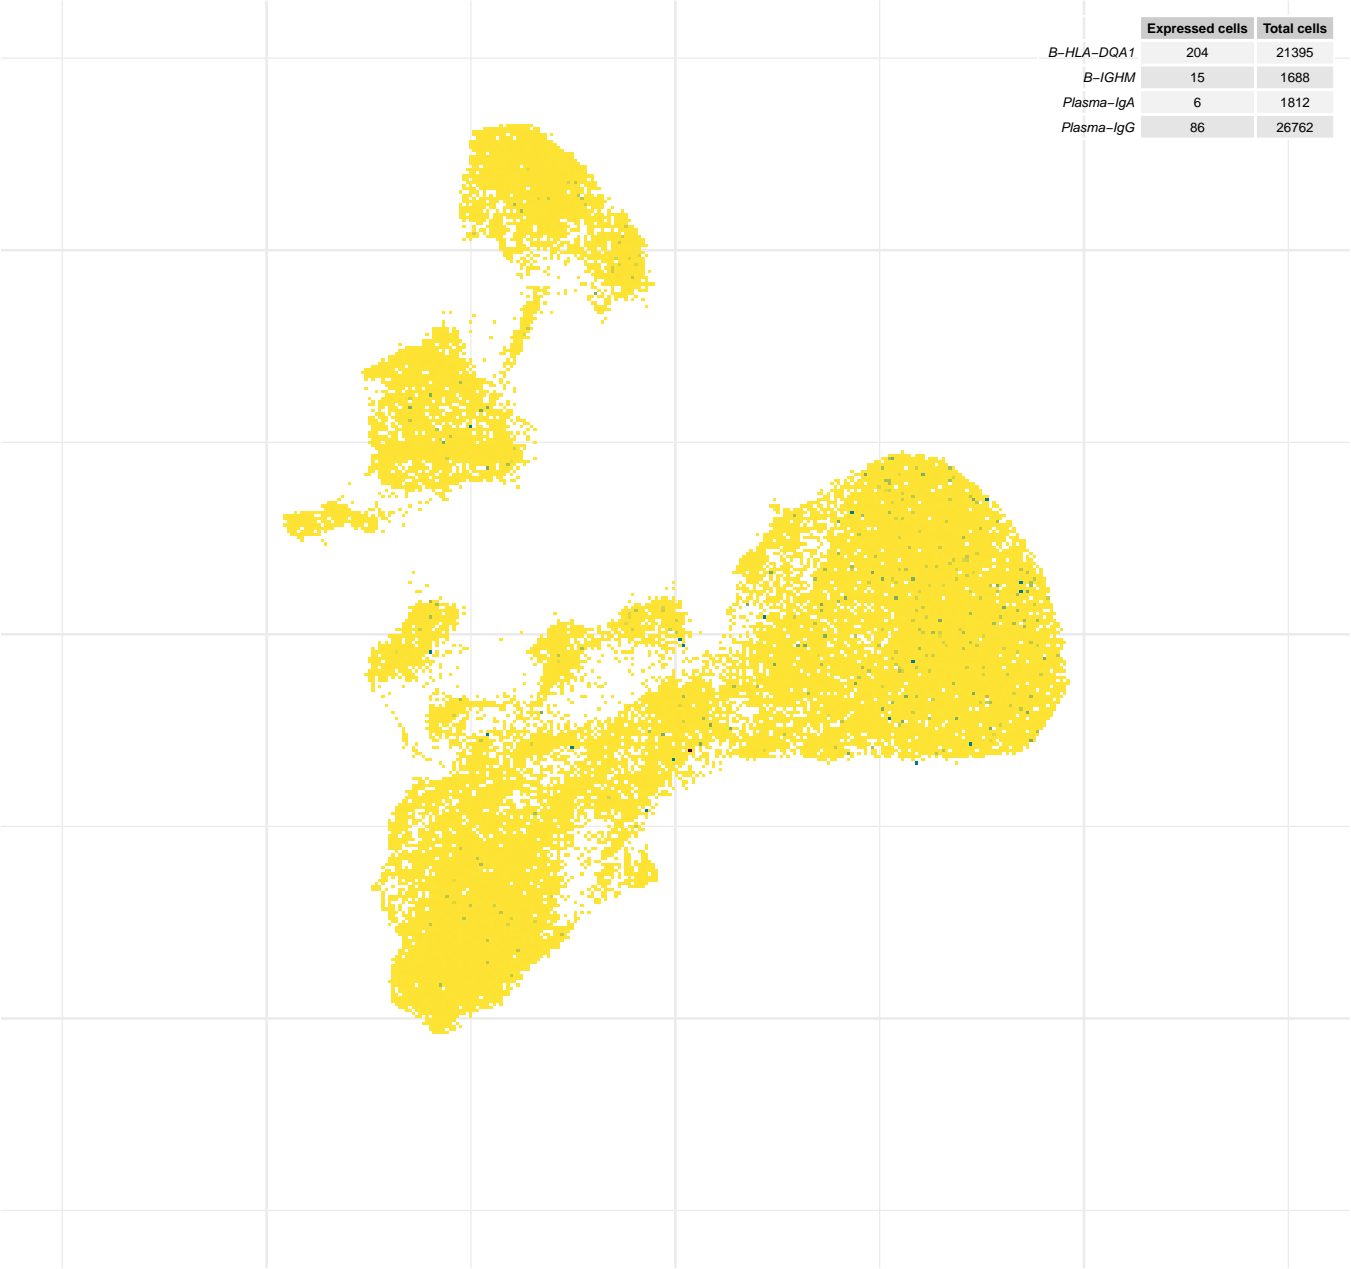 Expressed cells Total cells
B−HLA−DQA1 204 21395
B−IGHM 15 1688
Plasma−IgA 6 1812
Plasma−IgG 86 26762